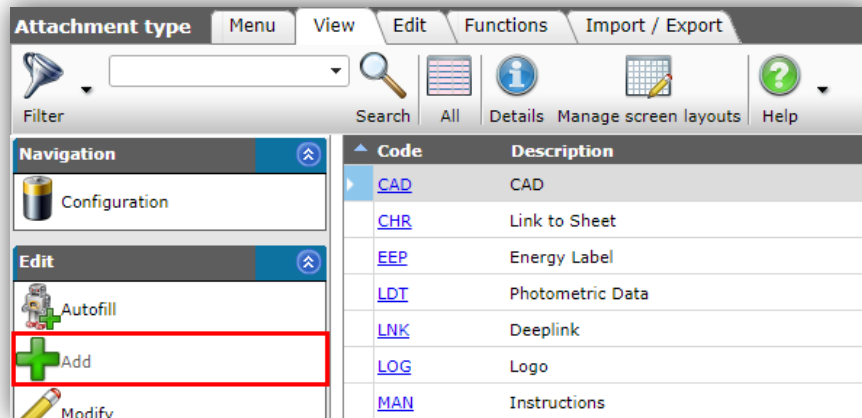 Attachment type Menu View Edit Functions Import / Export
Filter Search All Details Manage screen layouts Help
Navigation
Configuration
Edit
Autofill
Add
Modify
Code Description
CAD CAD
CHR Link to Sheet
EEP Energy Label
LDT Photometric Data
LNK Deeplink
LOG Logo
MAN Instructions